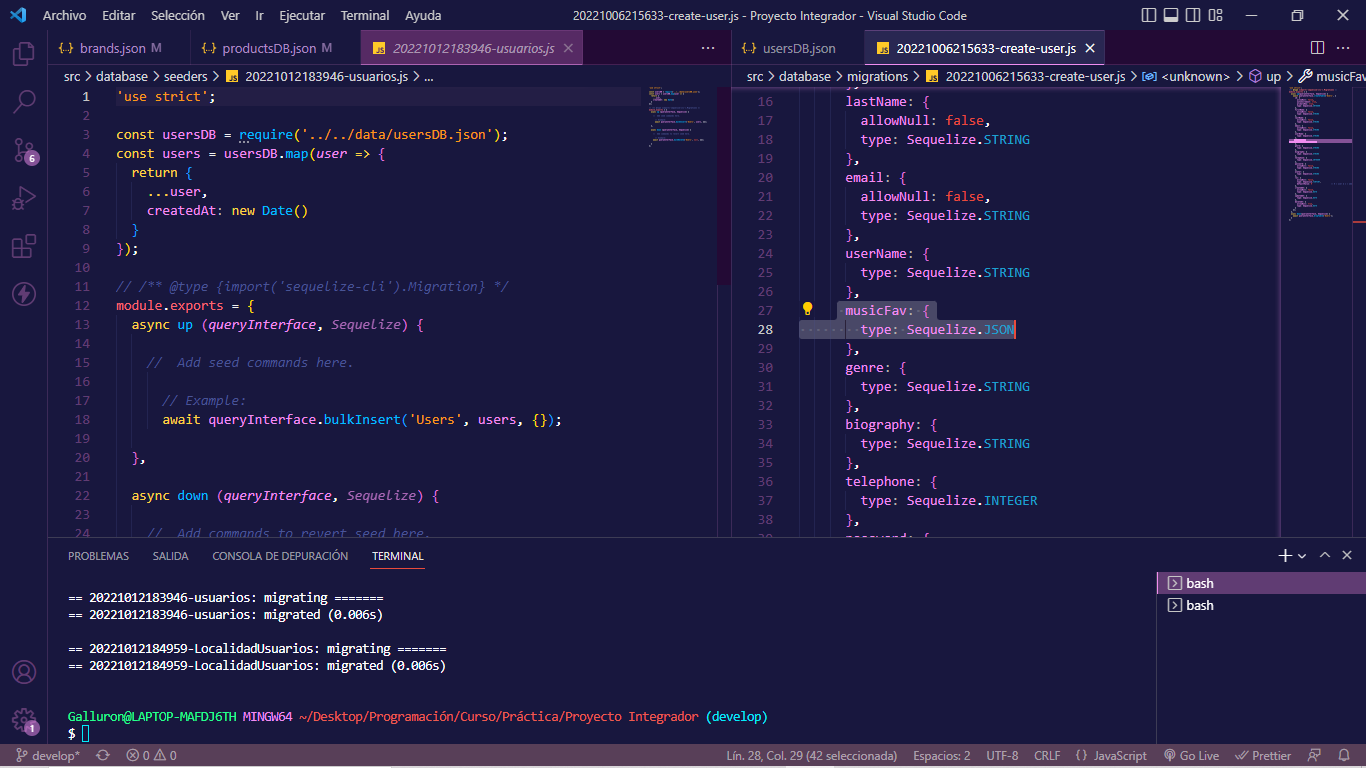 Archivo Editar Selección Ver Ir Ejecutar Terminal Ayuda 20221006215633-create-user.js - Proyecto Integrador - Visual Studio Code
brands.json M productsDB.json M JS 20221012183946-usuarios.js
src > database > seeders > JS 20221012183946-usuarios.js > ...
1 'use strict';
2
3 const usersDB = require('../../data/usersDB.json');
4 const users = usersDB.map(user => {
5 return {
6 ...user,
7 createdAt: new Date()
8 }
9 });
10
11 // /** @type {import('sequelize-cli').Migration} */
12 module.exports = {
13 async up (queryInterface, Sequelize) {
14
15 // Add seed commands here.
16
17 // Example:
18 await queryInterface.bulkInsert('Users', users, {});
19
20 },
21
22 async down (queryInterface, Sequelize) {
23
24 // Add commands to revert seed here.
usersDB.json JS 20221006215633-create-user.js
src > database > migrations > JS 20221006215633-create-user.js > <unknown> > up > musicFav
16 lastName: {
17 allowNull: false,
18 type: Sequelize.STRING
19 },
20 email: {
21 allowNull: false,
22 type: Sequelize.STRING
23 },
24 userName: {
25 type: Sequelize.STRING
26 },
27 musicFav: {
28 type: Sequelize.JSON
29 },
30 genre: {
31 type: Sequelize.STRING
32 },
33 biography: {
34 type: Sequelize.STRING
35 },
36 telephone: {
37 type: Sequelize.INTEGER
38 },
39 password: {
6
1
PROBLEMAS SALIDA CONSOLA DE DEPURACIÓN TERMINAL
== 20221012183946-usuarios: migrating =======
== 20221012183946-usuarios: migrated (0.006s)
== 20221012184959-LocalidadUsuarios: migrating =======
== 20221012184959-LocalidadUsuarios: migrated (0.006s)
Galluron@LAPTOP-MAFDJ6TH MINGW64 ~/Desktop/Programación/Curso/Práctica/Proyecto Integrador (develop)
$
bash
bash
develop* 0 0 Lín. 28, Col. 29 (42 seleccionada) Espacios: 2 UTF-8 CRLF {} JavaScript Go Live Prettier